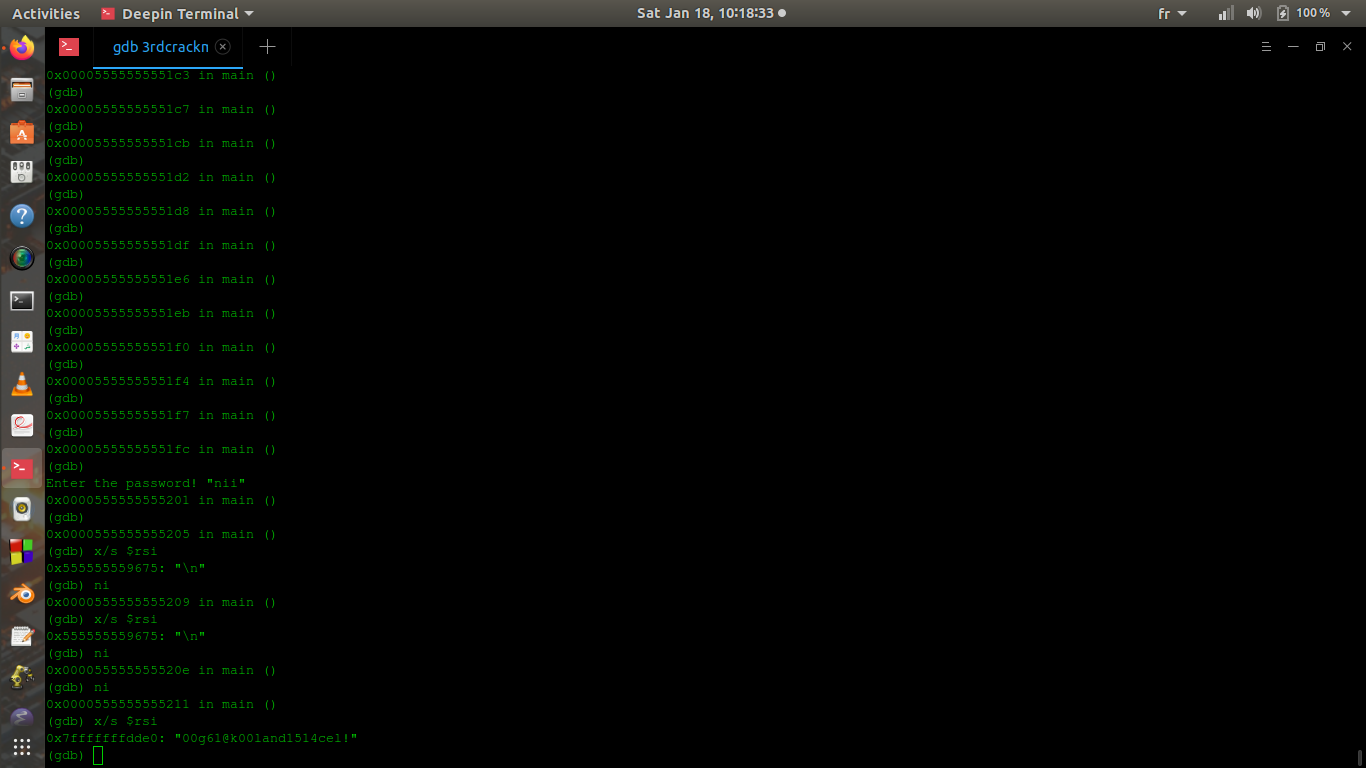 Activities
Deepin Terminal
Sat Jan 18, 10:18:33
fr
100 %
gdb 3rdcrackn
0x00005555555551c3 in main ()
(gdb)
0x00005555555551c7 in main ()
(gdb)
0x00005555555551cb in main ()
(gdb)
0x00005555555551d2 in main ()
(gdb)
0x00005555555551d8 in main ()
(gdb)
0x00005555555551df in main ()
(gdb)
0x00005555555551e6 in main ()
(gdb)
0x00005555555551eb in main ()
(gdb)
0x00005555555551f0 in main ()
(gdb)
0x00005555555551f4 in main ()
(gdb)
0x00005555555551f7 in main ()
(gdb)
0x00005555555551fc in main ()
(gdb)
Enter the password! "nii"
0x0000555555555201 in main ()
(gdb)
0x0000555555555205 in main ()
(gdb) x/s $rsi
0x555555559675: "\n"
(gdb) ni
0x0000555555555209 in main ()
(gdb) x/s $rsi
0x555555559675: "\n"
(gdb) ni
0x000055555555520e in main ()
(gdb) ni
0x0000555555555211 in main ()
(gdb) x/s $rsi
0x7fffffffdde0: "00g6l@k00land1514cel!"
(gdb)